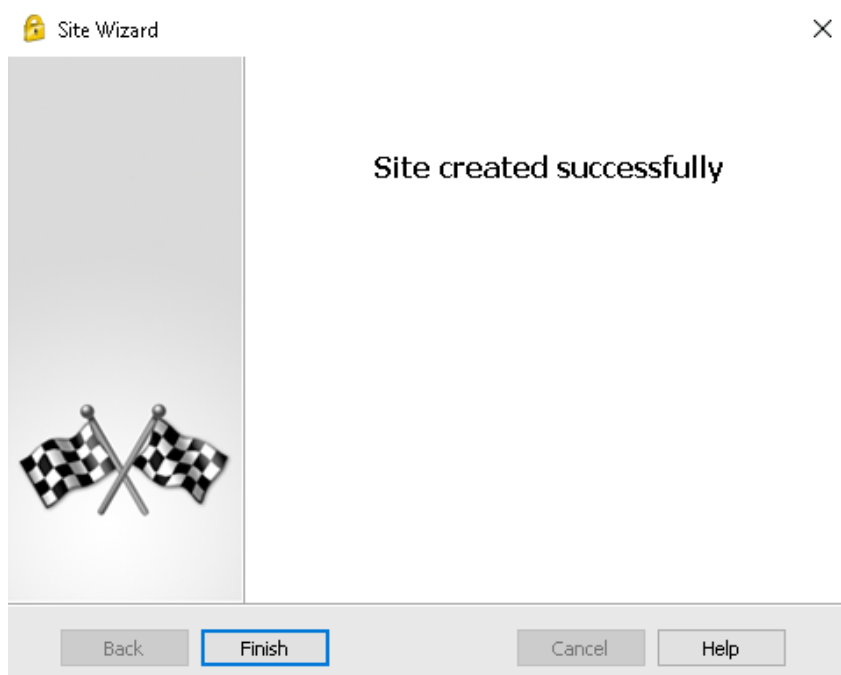 Site Wizard
Site created successfully
Back
Finish
Cancel
Help